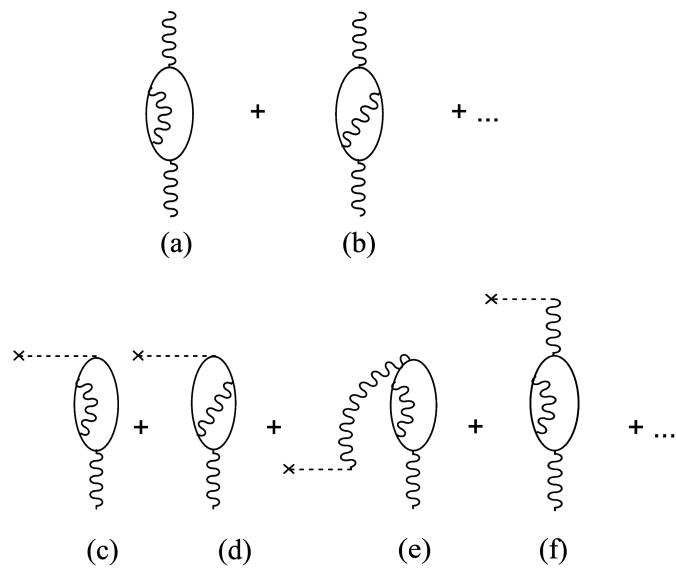 + + ...
(a) (b)
+ + + + ...
(c) (d) (e) (f)